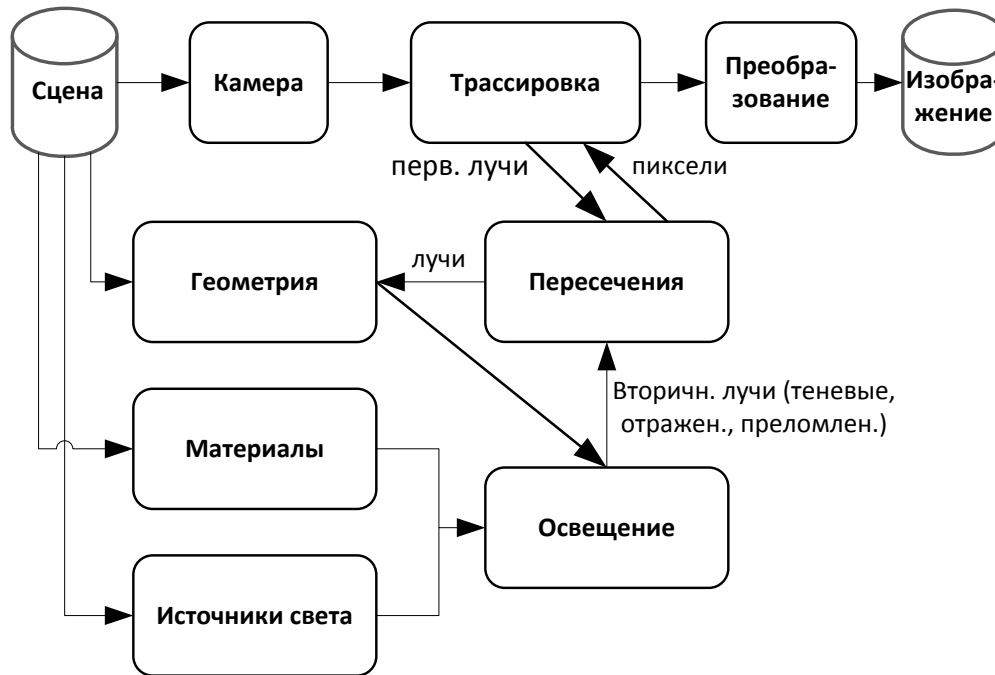 Сцена
Камера
Трассировка
Преобра-
зование
Изобра-
жение
перв. лучи
пиксели
Геометрия
лучи
Пересечения
Вторичн. лучи (теневые,
отражен., преломлен.)
Материалы
Освещение
Источники света